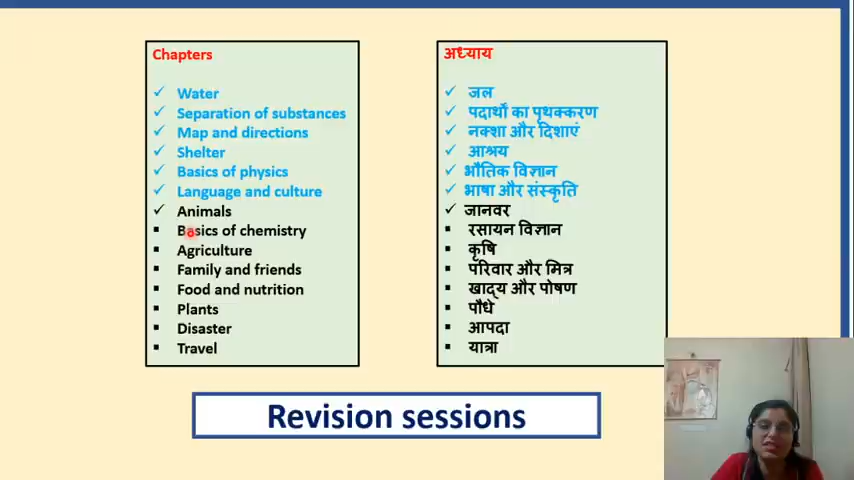 Chapters
Water
Separation of substances
Map and directions
Shelter
Basics of physics
Language and culture
Animals
Basics of chemistry
Agriculture
Family and friends
Food and nutrition
Plants
Disaster
Travel
अध्याय
जल
पदार्थों का पृथक्करण
नक्शा और दिशाएं
आश्रय
भौतिक विज्ञान
भाषा और संस्कृति
जानवर
रसायन विज्ञान
कृषि
परिवार और मित्र
खाद्य और पोषण
पौधे
आपदा
यात्रा
Revision sessions